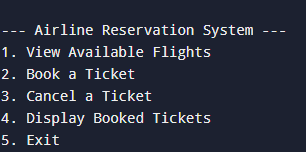 --- Airline Reservation System ---
1. View Available Flights
2. Book a Ticket
3. Cancel a Ticket
4. Display Booked Tickets
5. Exit